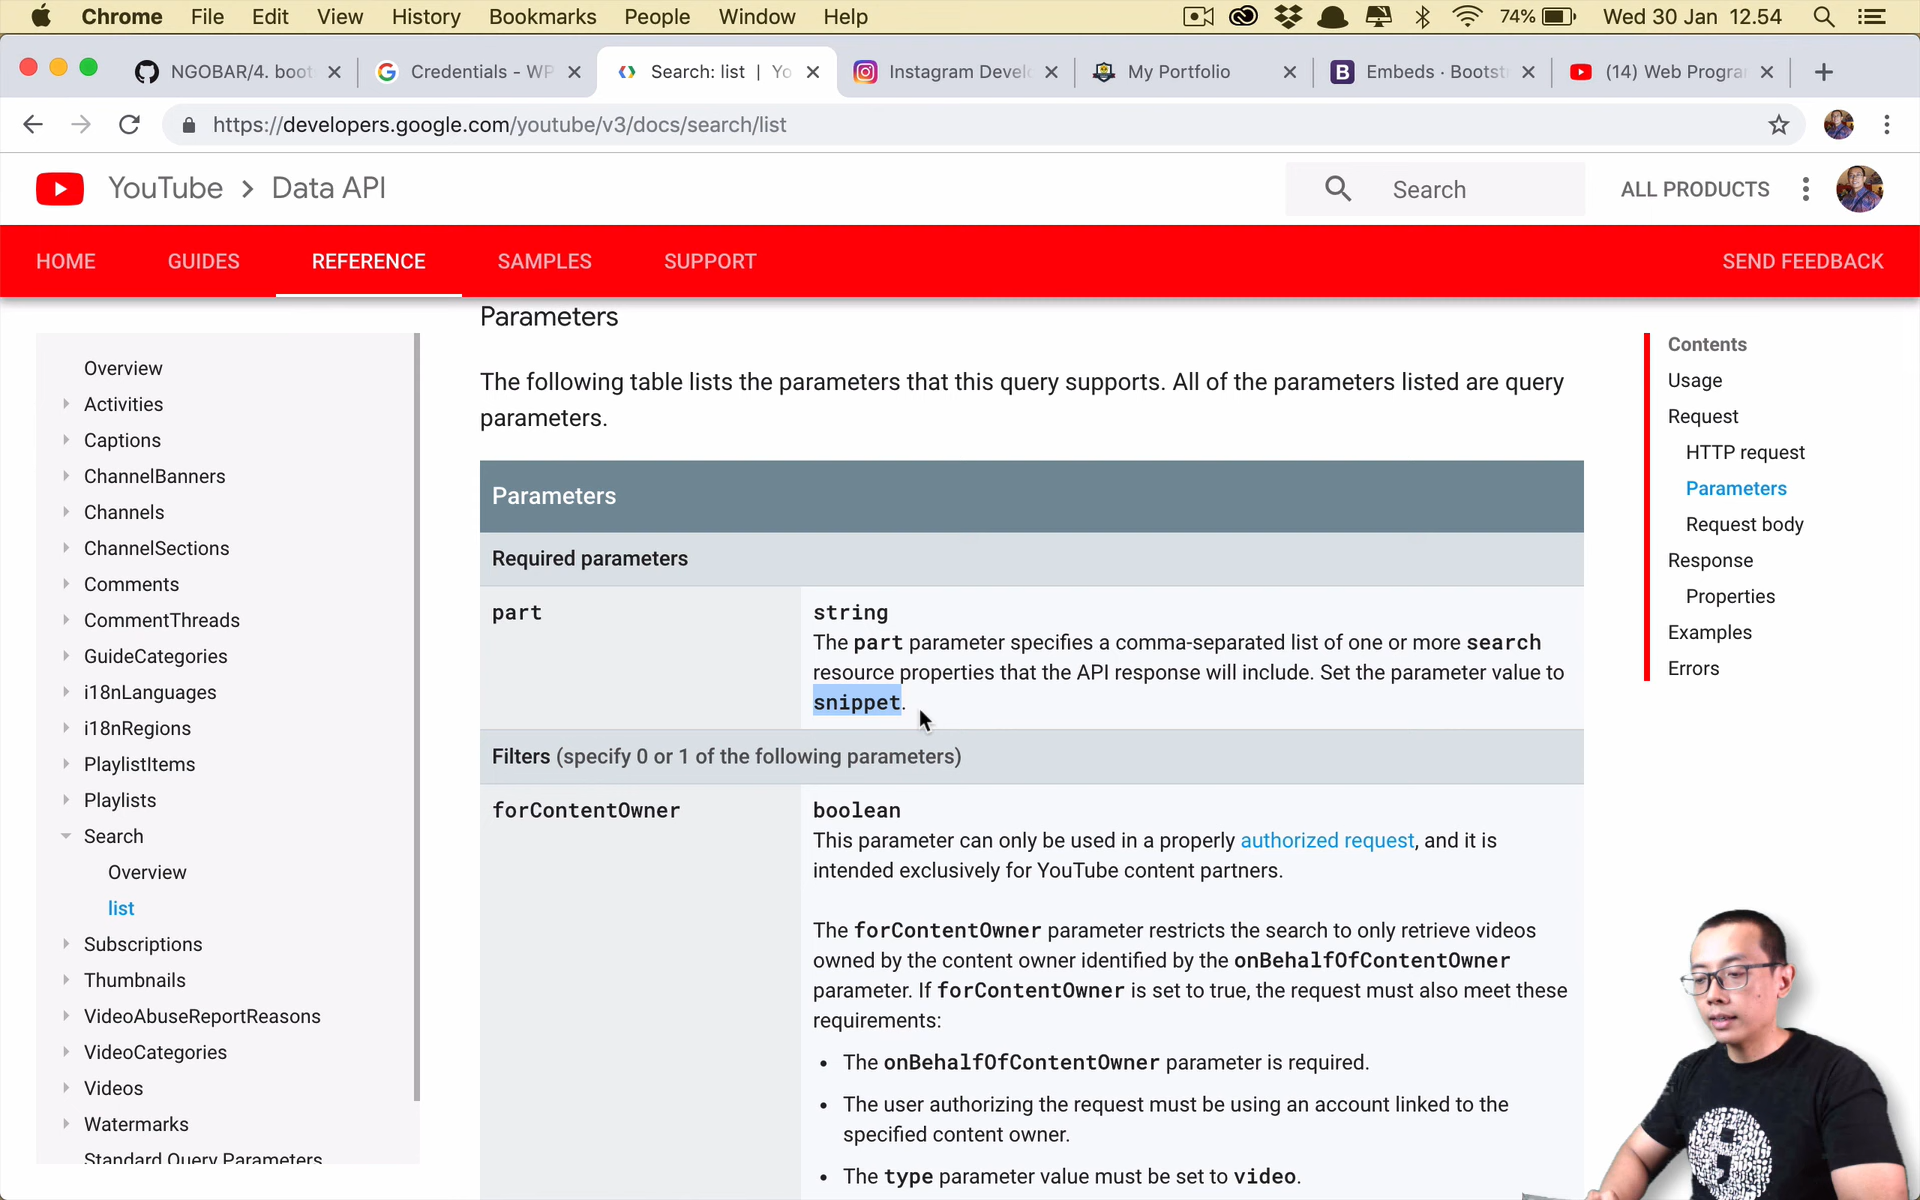 Chrome File Edit View History Bookmarks People Window Help 74% Wed 30 Jan 12.54
NGOBAR/4. boot Credentials - WP Search: list | Yo Instagram Devel My Portfolio Embeds · Bootst (14) Web Progra
https://developers.google.com/youtube/v3/docs/search/list
YouTube > Data API Search ALL PRODUCTS
HOME GUIDES REFERENCE SAMPLES SUPPORT SEND FEEDBACK
Overview
Activities
Captions
ChannelBanners
Channels
ChannelSections
Comments
CommentThreads
GuideCategories
i18nLanguages
i18nRegions
PlaylistItems
Playlists
Search
Overview
list
Subscriptions
Thumbnails
VideoAbuseReportReasons
VideoCategories
Videos
Watermarks
Standard Query Parameters
Parameters
The following table lists the parameters that this query supports. All of the parameters listed are query
parameters.
Parameters
Required parameters
part string
The part parameter specifies a comma-separated list of one or more search
resource properties that the API response will include. Set the parameter value to
snippet.
Filters (specify 0 or 1 of the following parameters)
forContentOwner boolean
This parameter can only be used in a properly authorized request, and it is
intended exclusively for YouTube content partners.
The forContentOwner parameter restricts the search to only retrieve videos
owned by the content owner identified by the onBehalfOfContentOwner
parameter. If forContentOwner is set to true, the request must also meet these
requirements:
• The onBehalfOfContentOwner parameter is required.
• The user authorizing the request must be using an account linked to the
specified content owner.
• The type parameter value must be set to video.
Contents
Usage
Request
HTTP request
Parameters
Request body
Response
Properties
Examples
Errors